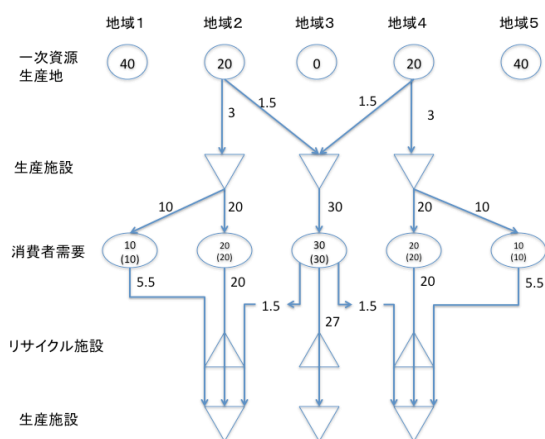 地域1 地域2 地域3 地域4 地域5
一次資源
生産地
40 20 0 20 40
3 1.5 1.5 3
生産施設
10 20 30 20 10
消費者需要
10 20 30 20 10
(10) (20) (30) (20) (10)
5.5 20 1.5 27 1.5 20 5.5
リサイクル施設
生産施設